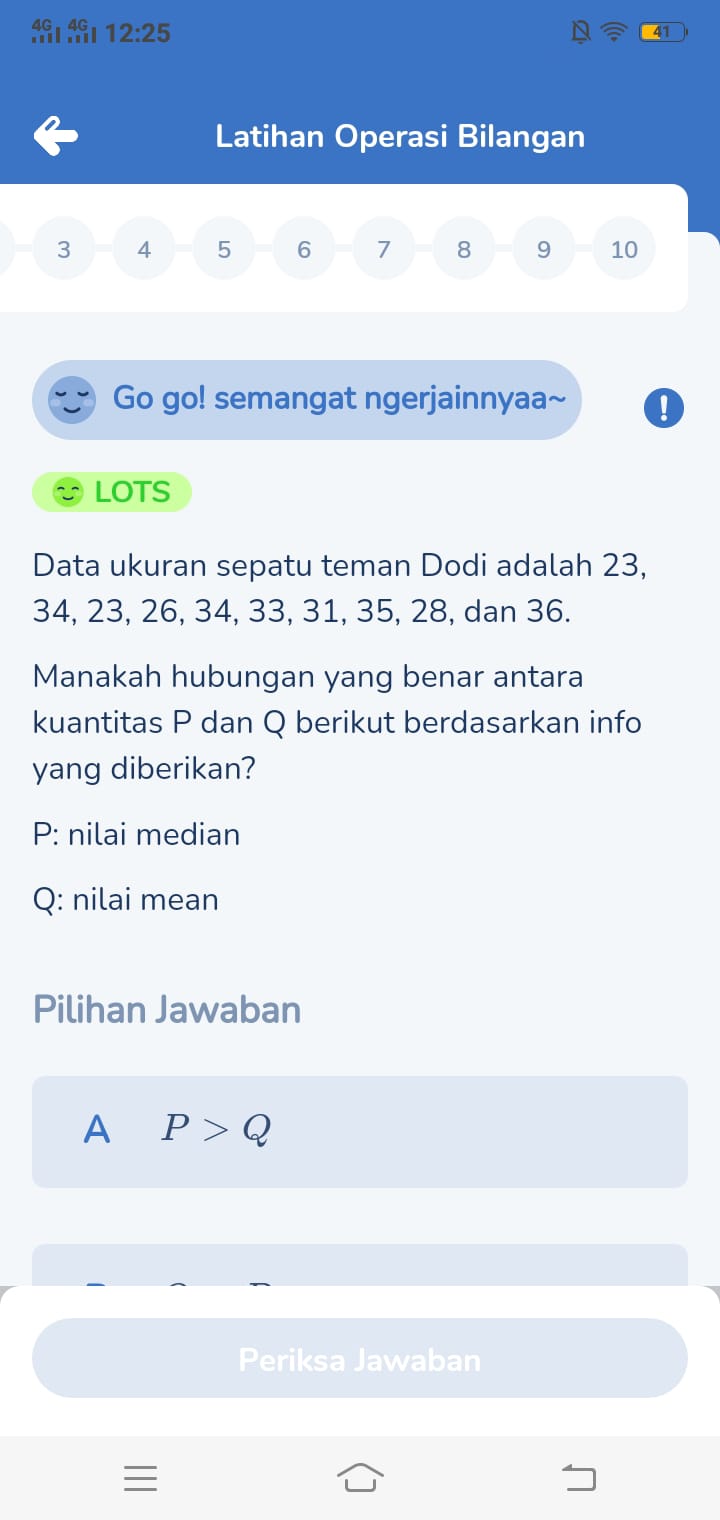 4G 4G 12:25 41
Latihan Operasi Bilangan
3 4 5 6 7 8 9 10
Go go! semangat ngerjainnyaa~
!
LOTS
Data ukuran sepatu teman Dodi adalah 23,
34, 23, 26, 34, 33, 31, 35, 28, dan 36.
Manakah hubungan yang benar antara
kuantitas P dan Q berikut berdasarkan info
yang diberikan?
P: nilai median
Q: nilai mean
Pilihan Jawaban
A P > Q
Periksa Jawaban